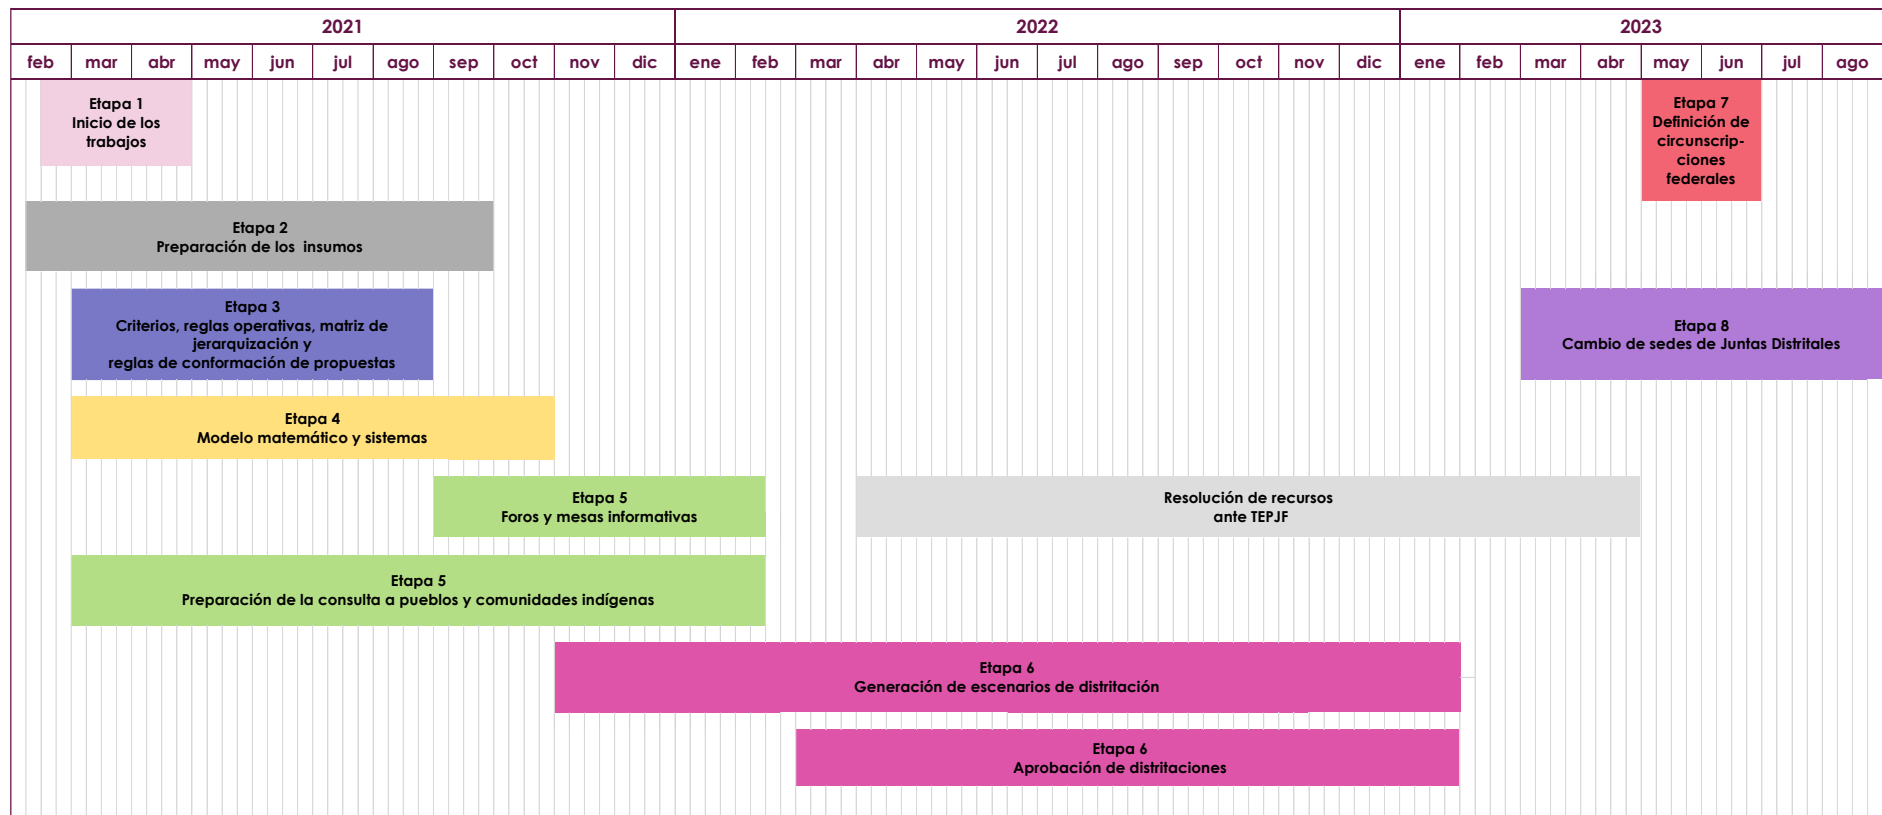 2021 2022 2023
feb mar abr may jun jul ago sep oct nov dic ene feb mar abr may jun jul ago sep oct nov dic ene feb mar abr may jun jul ago
Etapa 1
Inicio de los
trabajos
Etapa 7
Definición de
circunscrip-
ciones
federales
Etapa 2
Preparación de los insumos
Etapa 3
Criterios, reglas operativas, matriz de
jerarquización y
reglas de conformación de propuestas
Etapa 8
Cambio de sedes de Juntas Distritales
Etapa 4
Modelo matemático y sistemas
Etapa 5
Foros y mesas informativas
Resolución de recursos
ante TEPJF
Etapa 5
Preparación de la consulta a pueblos y comunidades indígenas
Etapa 6
Generación de escenarios de distritación
Etapa 6
Aprobación de distritaciones